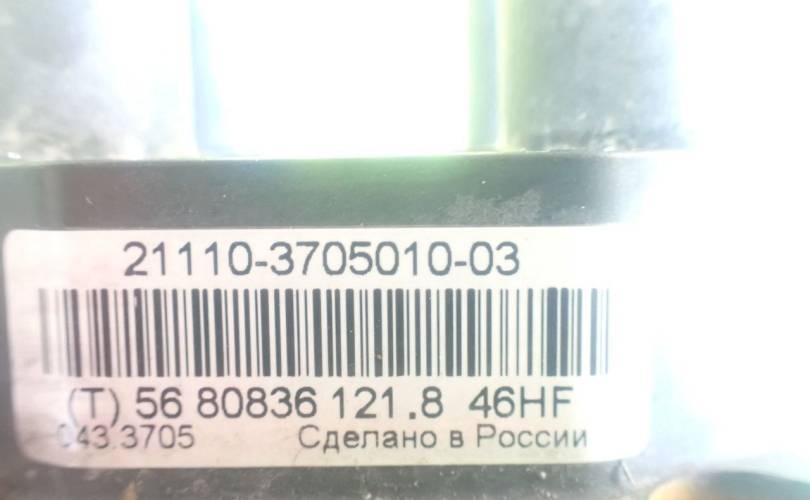 21110-3705010-03
(T) 56 80836 121.8 46HF
043.3705 Сделано в России